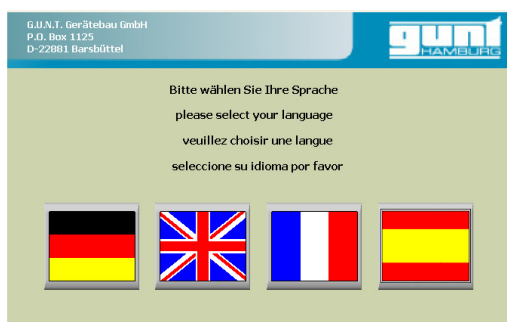 G.U.N.T. Gerätebau GmbH
P.O. Box 1125
D-22881 Barsbüttel
gunt
HAMBURG
Bitte wählen Sie Ihre Sprache
please select your language
veuillez choisir une langue
seleccione su idioma por favor